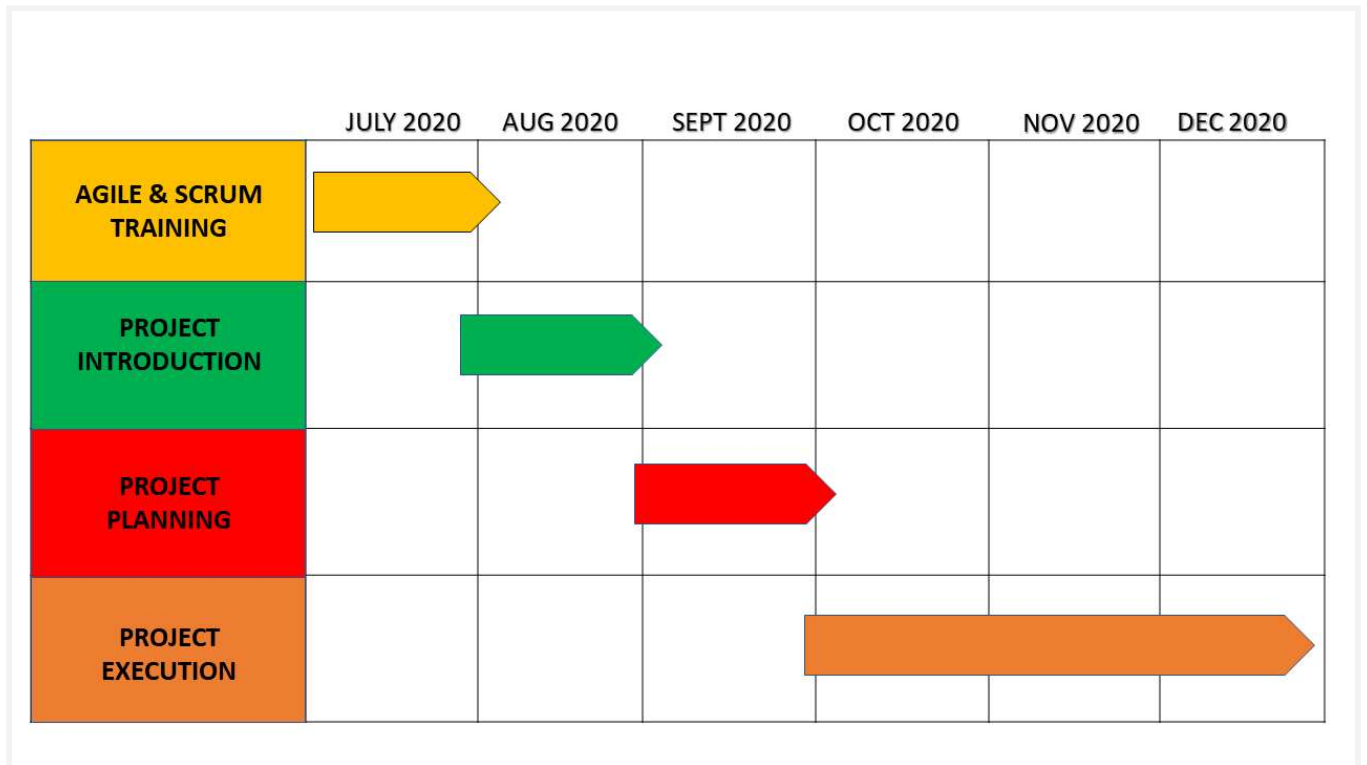 JULY 2020 AUG 2020 SEPT 2020 OCT 2020 NOV 2020 DEC 2020
AGILE & SCRUM
TRAINING
PROJECT
INTRODUCTION
PROJECT
PLANNING
PROJECT
EXECUTION